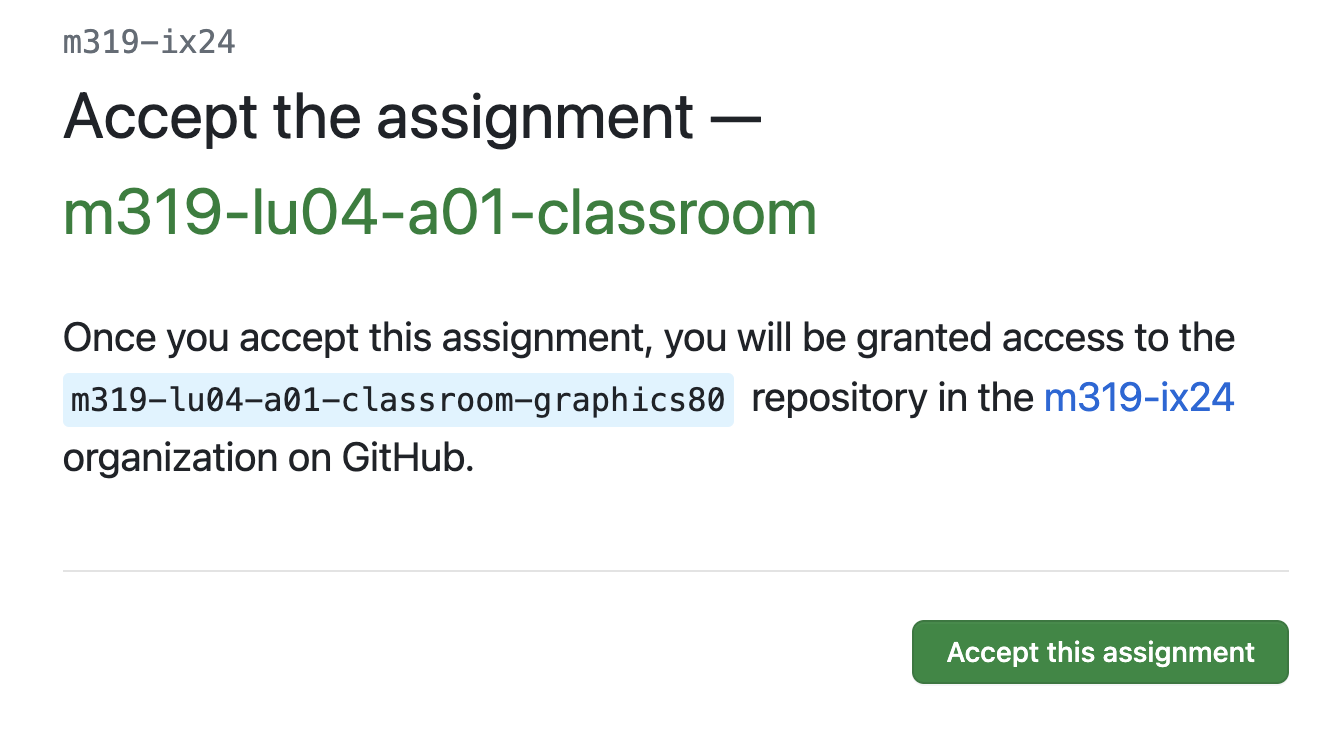 m319-ix24
Accept the assignment —
m319-lu04-a01-classroom
Once you accept this assignment, you will be granted access to the
m319-lu04-a01-classroom-graphics80 repository in the m319-ix24
organization on GitHub.
Accept this assignment